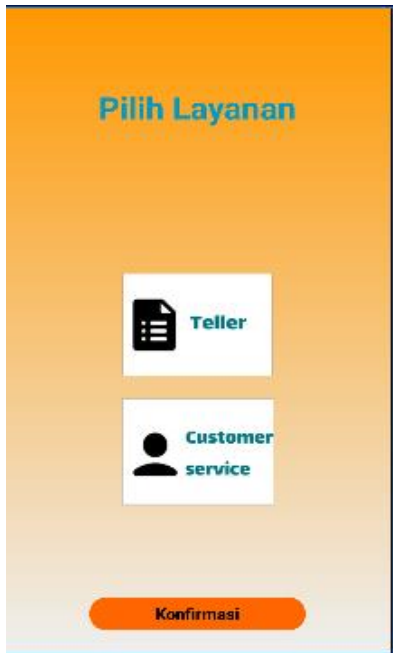 Pilih Layanan
Teller
Customer
service
Konfirmasi